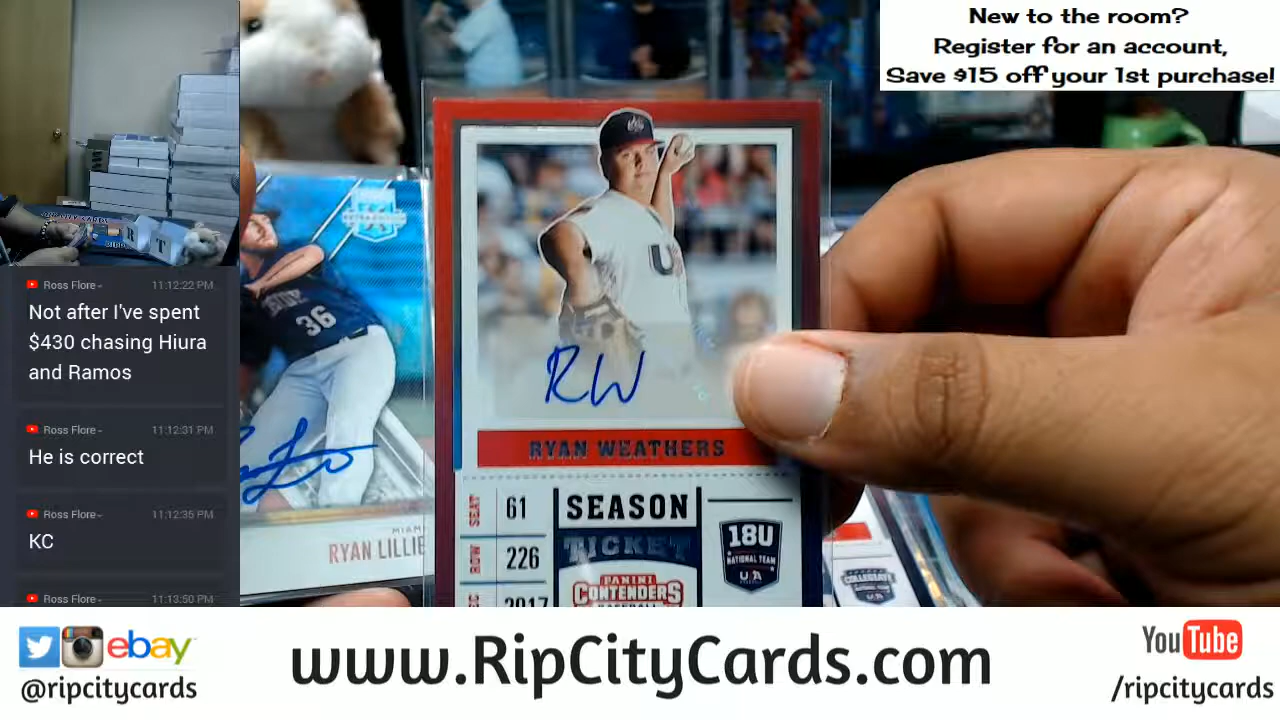 New to the room?
Register for an account,
Save $15 off your 1st purchase!
Ross Flore
11:12:22 PM
Not after I've spent
$430 chasing Hiura
and Ramos
Ross Flore
11:12:31 PM
He is correct
Ross Flore
11:12:35 PM
KC
Ross Flore
11:13:50 PM
R T
36
MIAMI
RYAN LILLIE
U
RW
RYAN WEATHERS
SEAT 61
ROW 226
2017
SEASON
TICKET
PANINI
CONTENDERS
BASEBALL
18U
NATIONAL TEAM
USA
COLLEGIATE
ebay
@ripcitycards
www.RipCityCards.com
YouTube
/ripcitycards